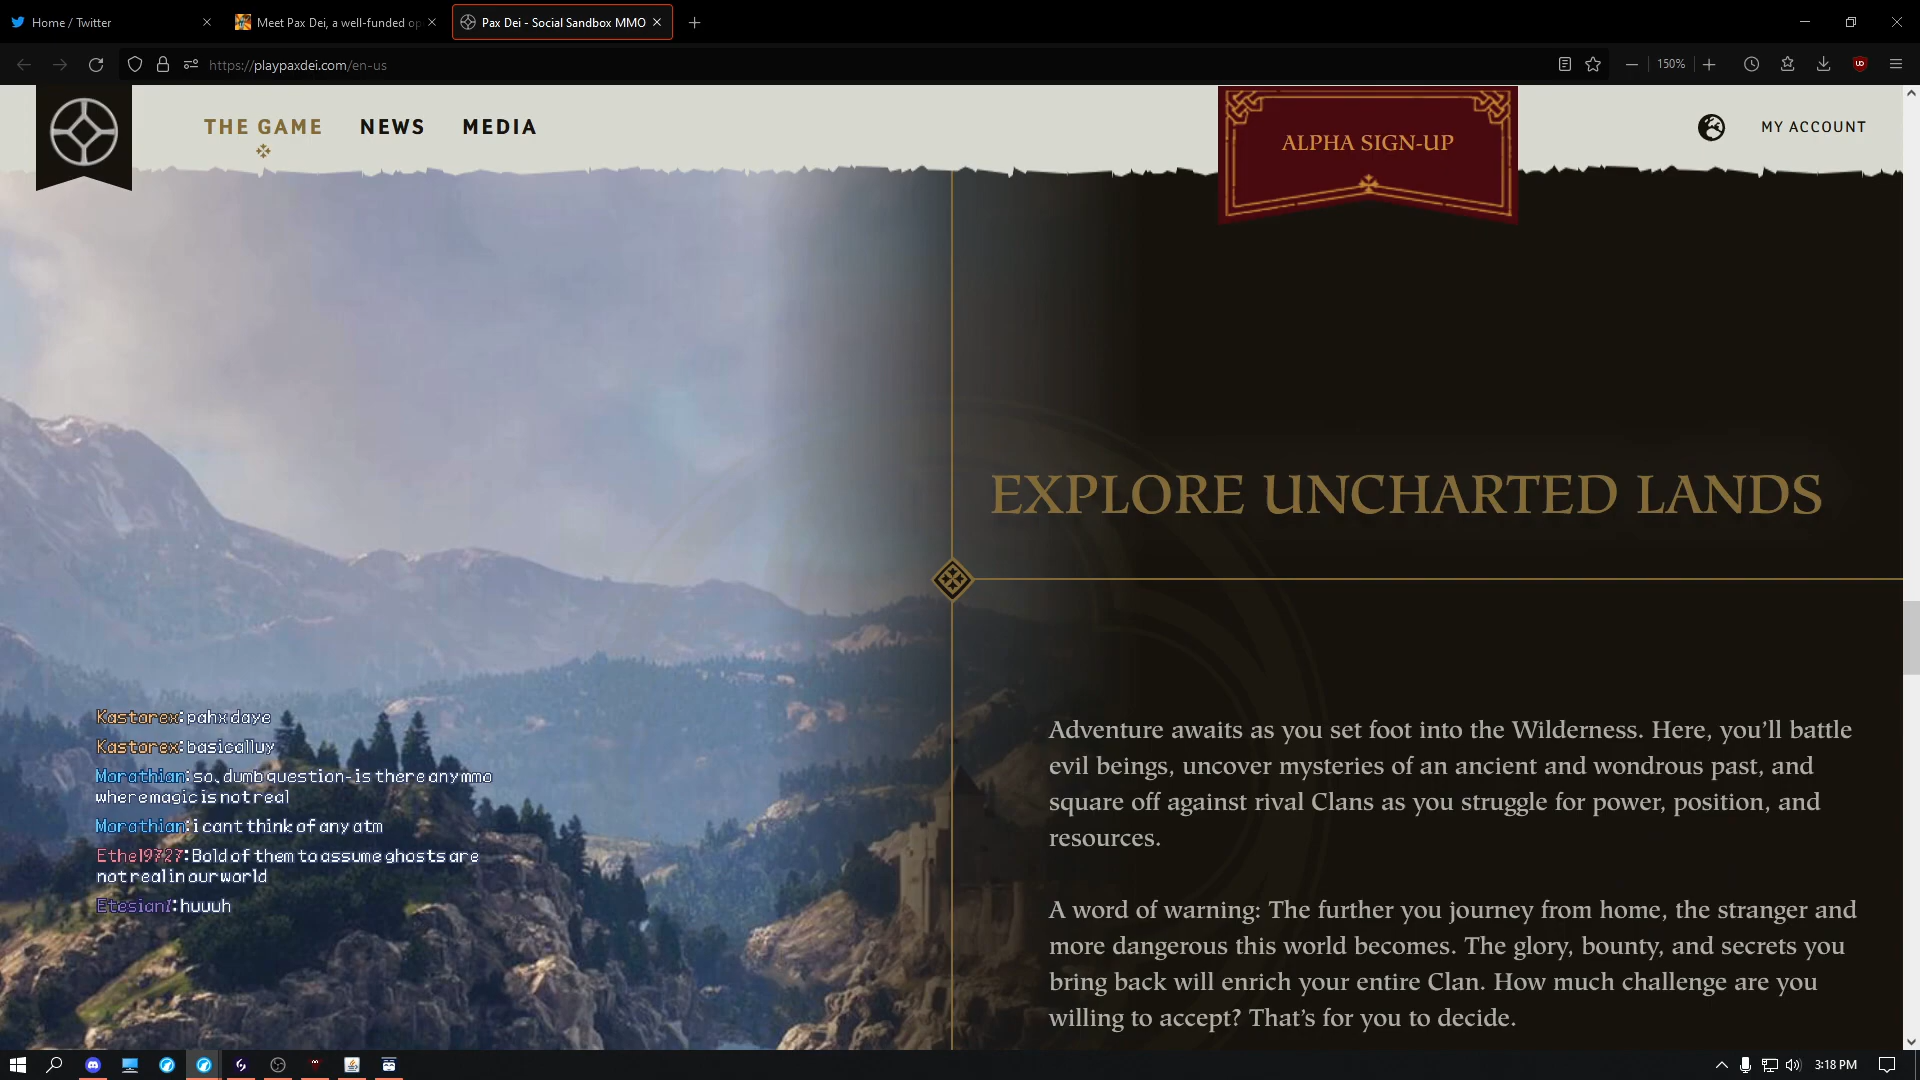 Home / Twitter
Meet Pax Dei, a well-funded op
Pax Dei - Social Sandbox MMO
https://playpaxdei.com/en-us
150%
THE GAME
NEWS
MEDIA
ALPHA SIGN-UP
MY ACCOUNT
EXPLORE UNCHARTED LANDS
Adventure awaits as you set foot into the Wilderness. Here, you'll battle
evil beings, uncover mysteries of an ancient and wondrous past, and
square off against rival Clans as you struggle for power, position, and
resources.
A word of warning: The further you journey from home, the stranger and
more dangerous this world becomes. The glory, bounty, and secrets you
bring back will enrich your entire Clan. How much challenge are you
willing to accept? That's for you to decide.
Kastorex: pahx daye
Kastorex: basicalluy
Morathian: so, dumb question- is there any mmo
where magic is not real
Morathian: i cant think of any atm
Ethel9727: Bold of them to assume ghosts are
not real in our world
Etesian1: huuuh
3:18 PM